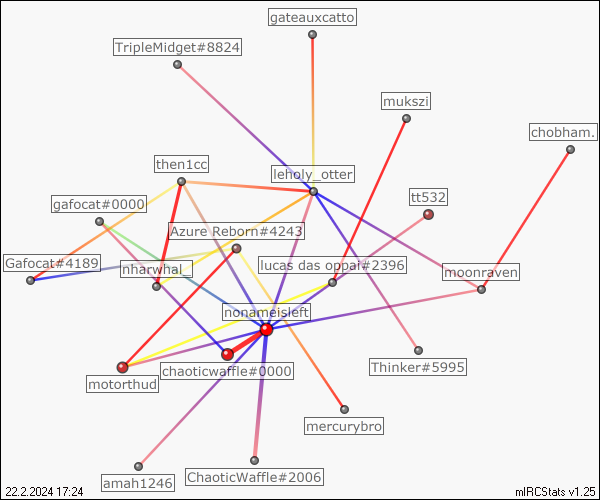 gateauxcatto
TripleMidget#8824
mukszi
chobham.
then1cc
leholy_otter
gafocat#0000
tt532
Azure Reborn#4243
Gafocat#4189
nharwhal_
lucas das oppai#2396
moonraven
nonameisleft
chaoticwaffle#0000
Thinker#5995
motorthud
mercurybro
amah1246
ChaoticWaffle#2006
22.2.2024 17:24
mIRCStats v1.25